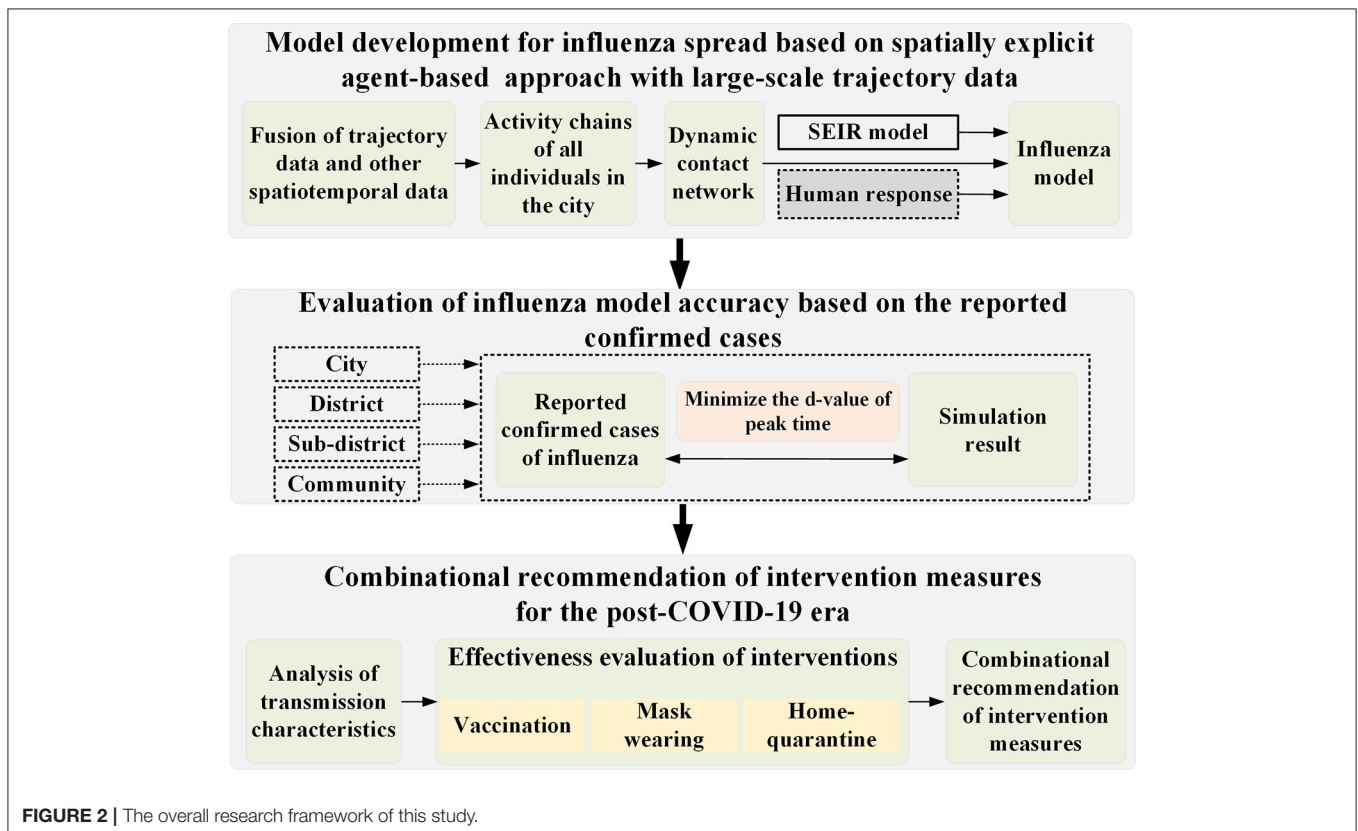 Model development for influenza spread based on spatially explicit
agent-based approach with large-scale trajectory data
Fusion of trajectory
data and other
spatiotemporal data
Activity chains
of all
individuals in
the city
Dynamic
contact
network
SEIR model
Human response
Influenza
model
Evaluation of influenza model accuracy based on the reported
confirmed cases
City
District
Sub-district
Community
Reported
confirmed cases
of influenza
Minimize the d-value of
peak time
Simulation
result
Combinational recommendation of intervention measures
for the post-COVID-19 era
Analysis of
transmission
characteristics
Effectiveness evaluation of interventions
Vaccination
Mask
wearing
Home-
quarantine
Combinational
recommendation
of intervention
measures
FIGURE 2 | The overall research framework of this study.